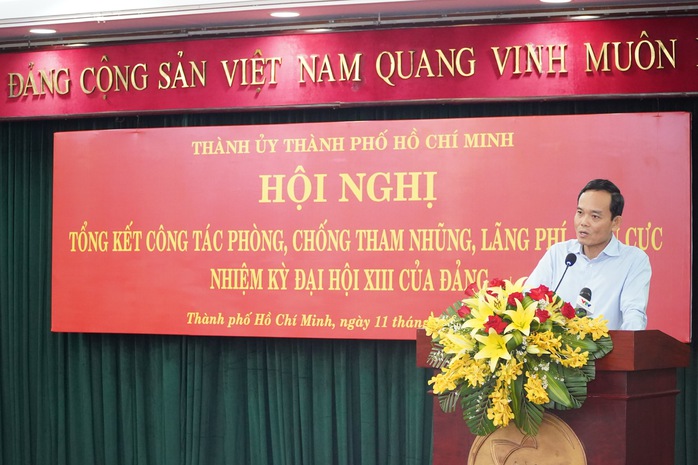 ĐẢNG CỘNG SẢN VIỆT NAM QUANG VINH MUÔN
THÀNH ỦY THÀNH PHỐ HỒ CHÍ MINH
HỘI NGHỊ
TỔNG KẾT CÔNG TÁC PHÒNG, CHỐNG THAM NHŨNG, LÃNG PHÍ CỰC
NHIỆM KỲ ĐẠI HỘI XIII CỦA ĐẢNG
Thành phố Hồ Chí Minh, ngày 11